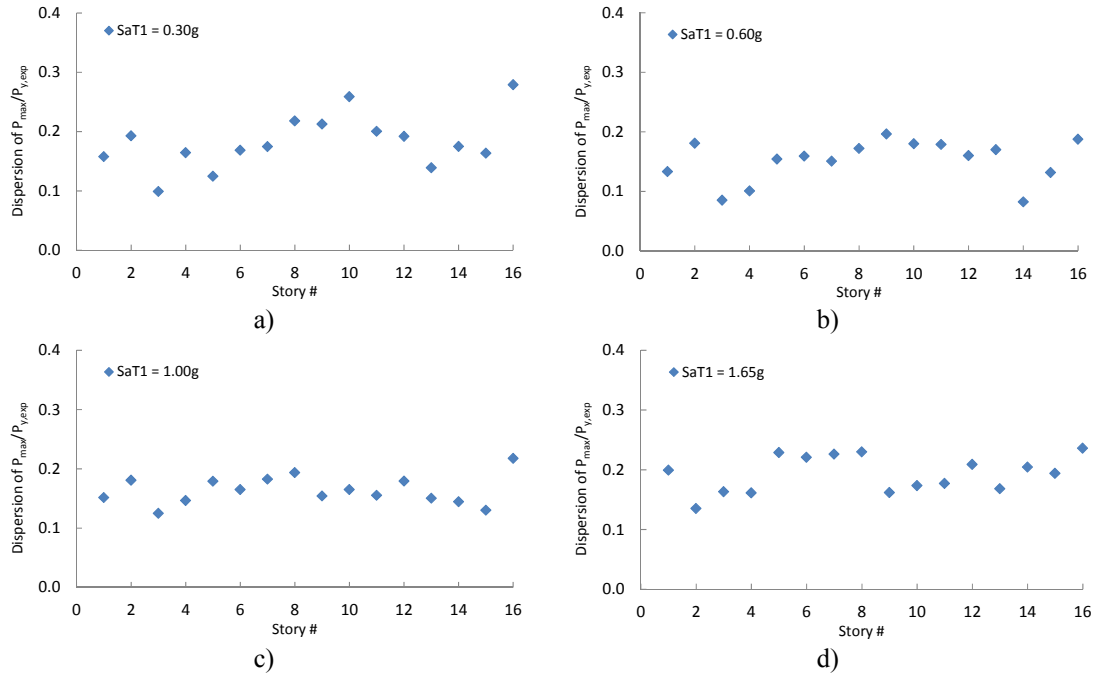 Dispersion of Pmax/Py,exp
0.4
0.3
0.2
0.1
0.0
SaT1 = 0.30g
0 2 4 6 8 10 12 14 16
Story #
a)
Dispersion of Pmax/Py,exp
0.4
0.3
0.2
0.1
0.0
SaT1 = 0.60g
0 2 4 6 8 10 12 14 16
Story #
b)
Dispersion of Pmax/Py,exp
0.4
0.3
0.2
0.1
0.0
SaT1 = 1.00g
0 2 4 6 8 10 12 14 16
Story #
c)
Dispersion of Pmax/Py,exp
0.4
0.3
0.2
0.1
0.0
SaT1 = 1.65g
0 2 4 6 8 10 12 14 16
Story #
d)